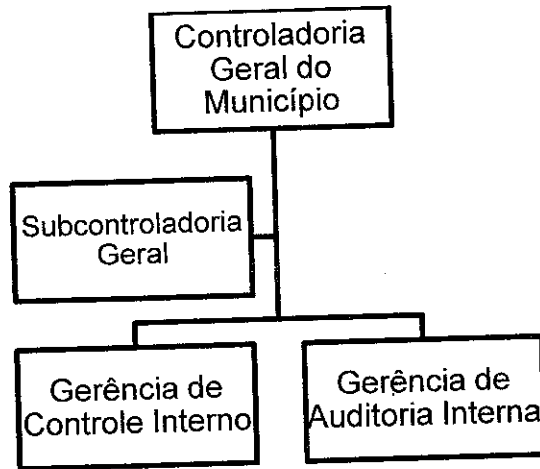 Controladoria
Geral do
Município
Subcontroladoria
Geral
Gerência de
Controle Interno
Gerência de
Auditoria Interna